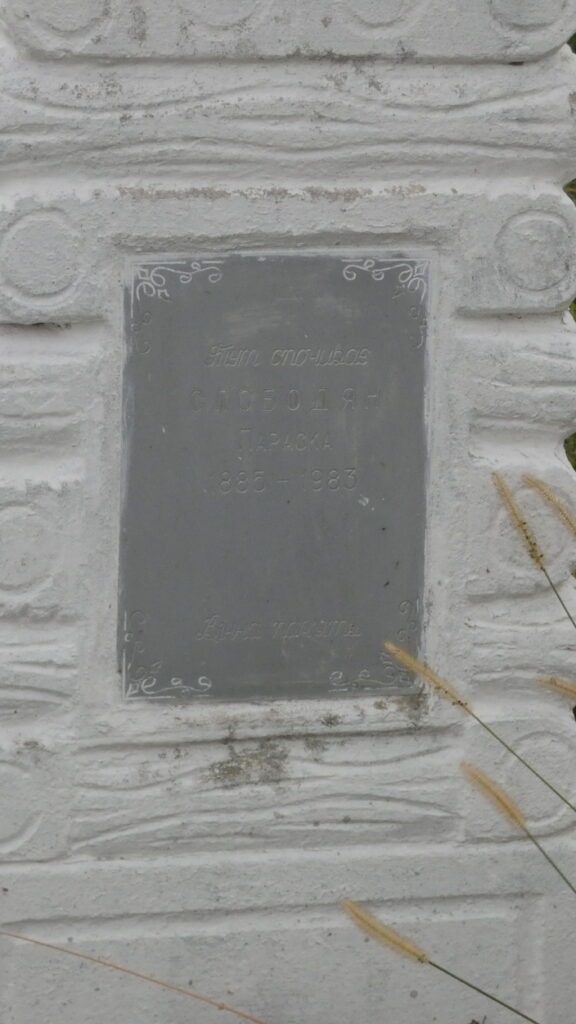 Тут спочиває
СЛОБОДЯН
ПАРАСКА
1885 - 1983
Вічна пам'ять